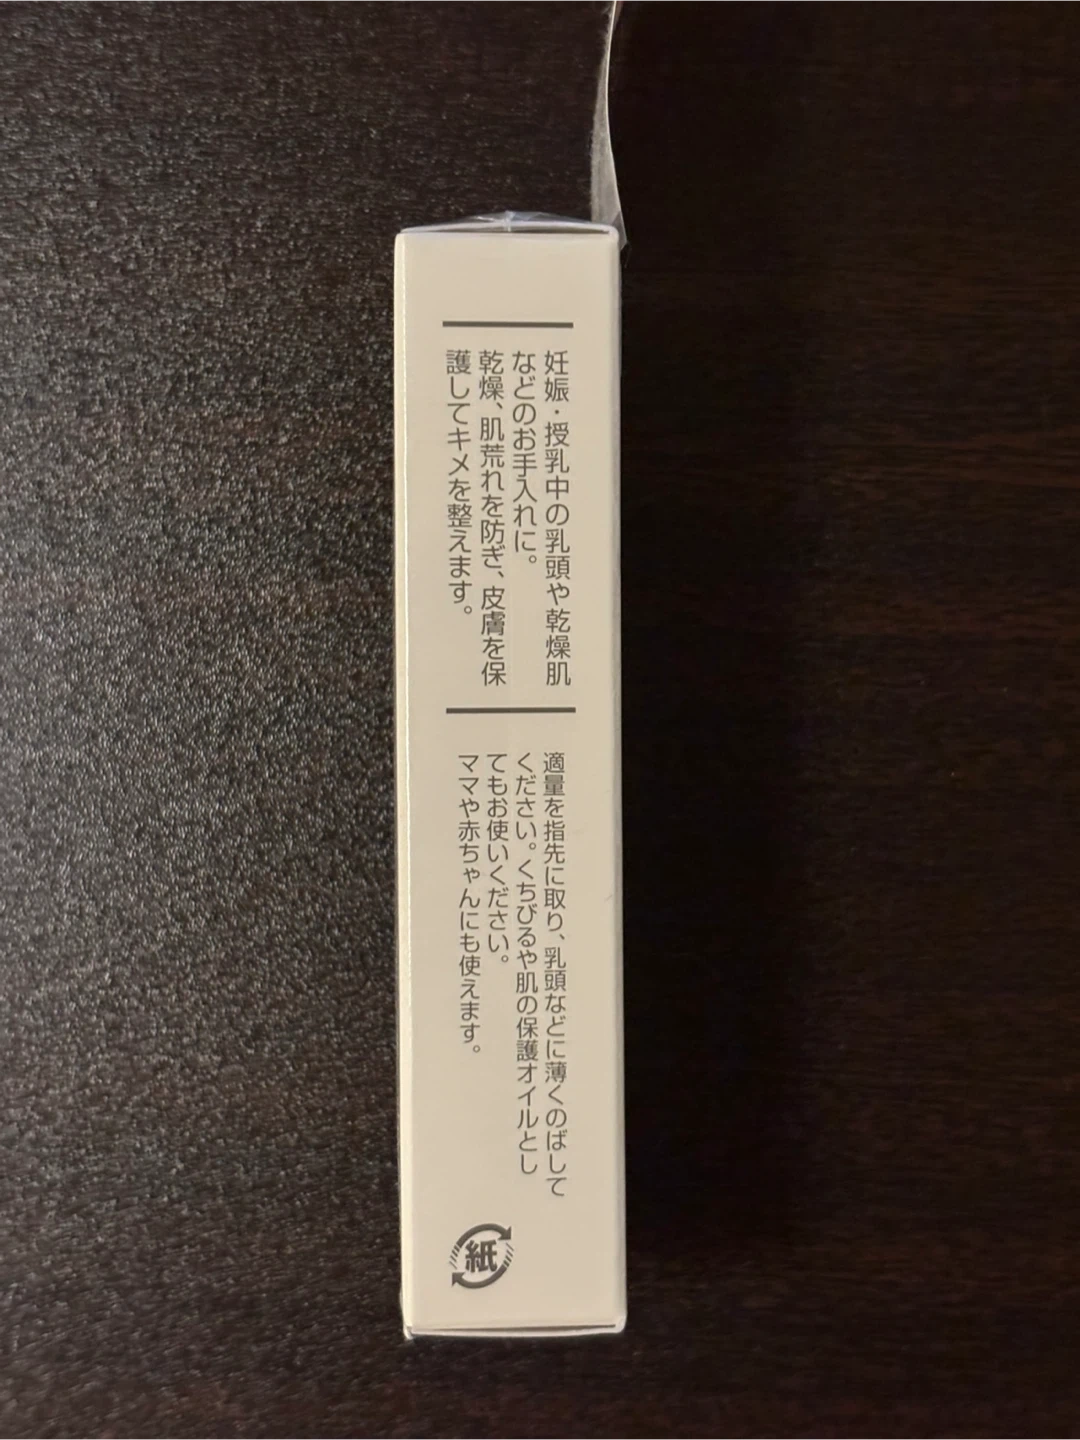 妊娠・授乳中の乳頭や乾燥肌
などのお手入れに。
乾燥、肌荒れを防ぎ、皮膚を保
護してキメを整えます。
適量を指先に取り、乳頭などに薄くのばして
ください。くちびるや肌の保護オイルとし
てもお使いください。
ママや赤ちゃんにも使えます。
紙